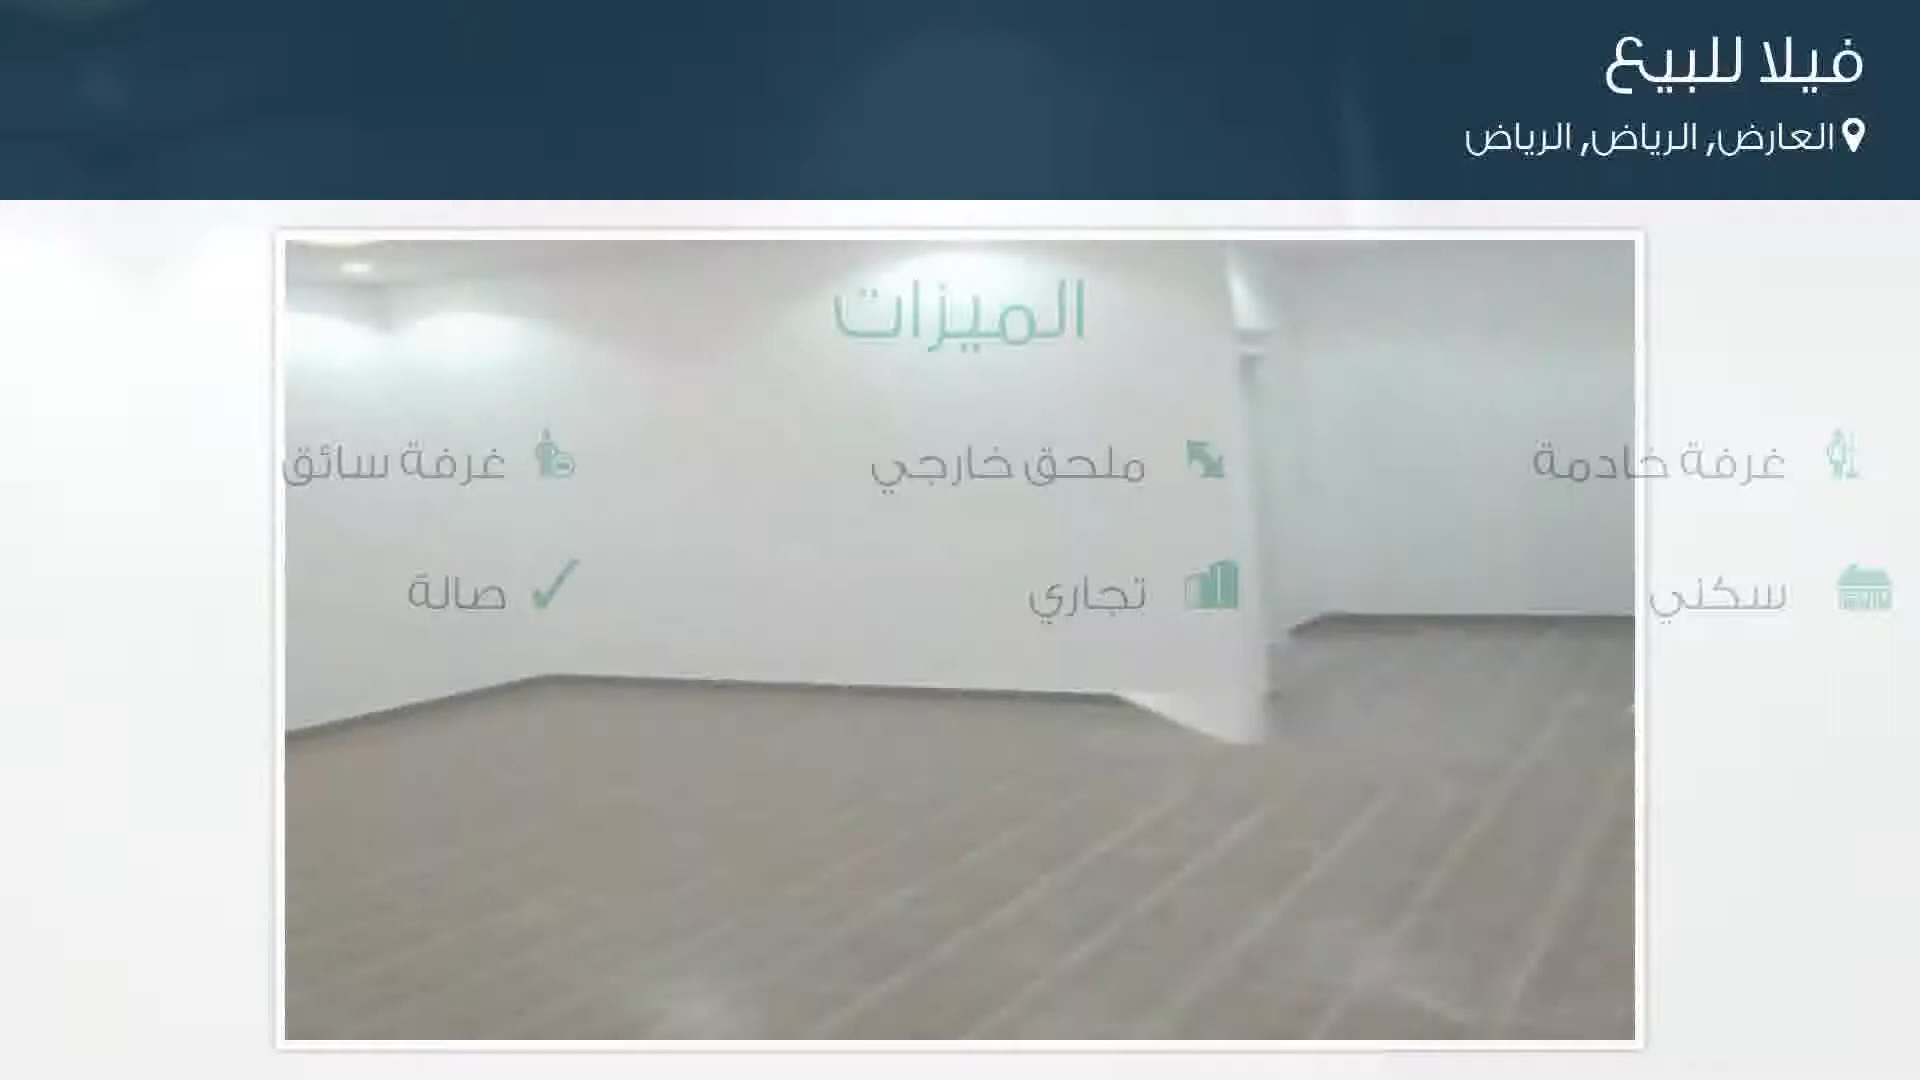 فيلا للبيع
العارض, الرياض, الرياض
الميزات
غرفة خادمة ملحق خارجي غرفة سائق
سكني تجاري صالة